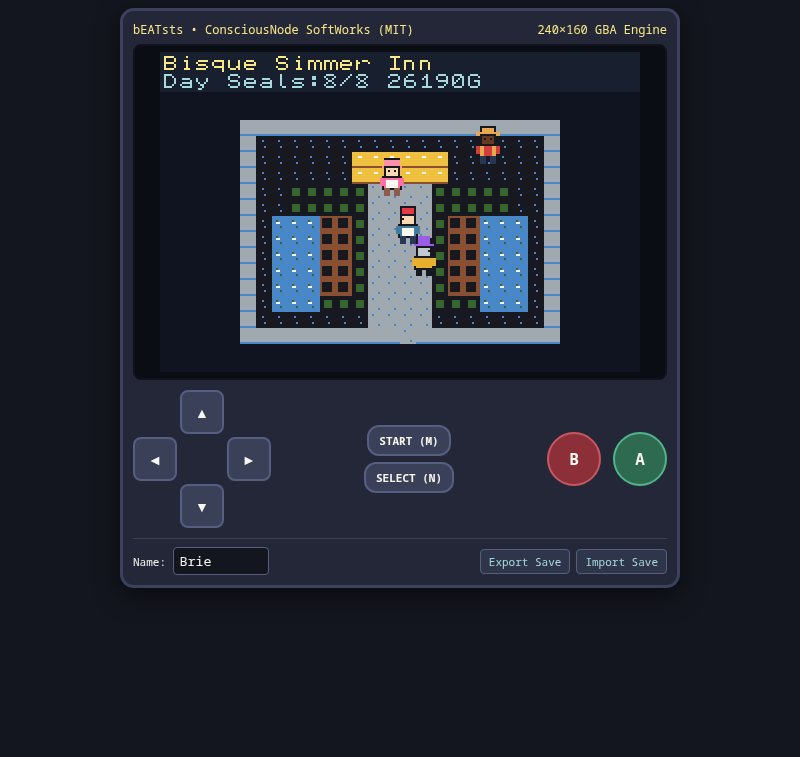 bEATsts • ConsciousNode SoftWorks (MIT)
240×160 GBA Engine
Bisque Simmer Inn
Day Seals:8/8 26190G
▲
◄
►
▼
START (M)
SELECT (N)
B
A
Name:
Brie
Export Save
Import Save